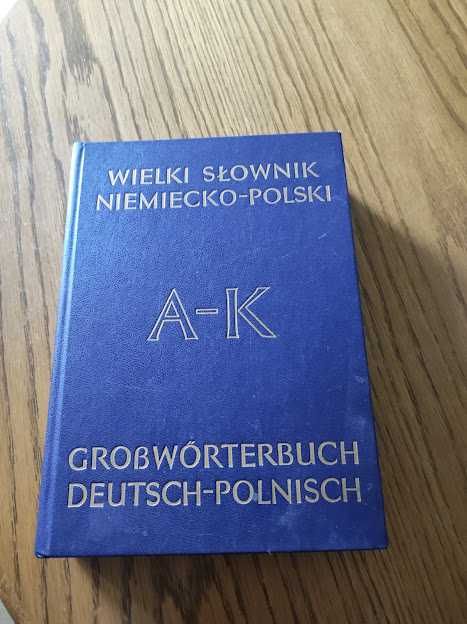 WIELKI SŁOWNIK
NIEMIECKO-POLSKI
A-K
GROßWÖRTERBUCH
DEUTSCH-POLNISCH